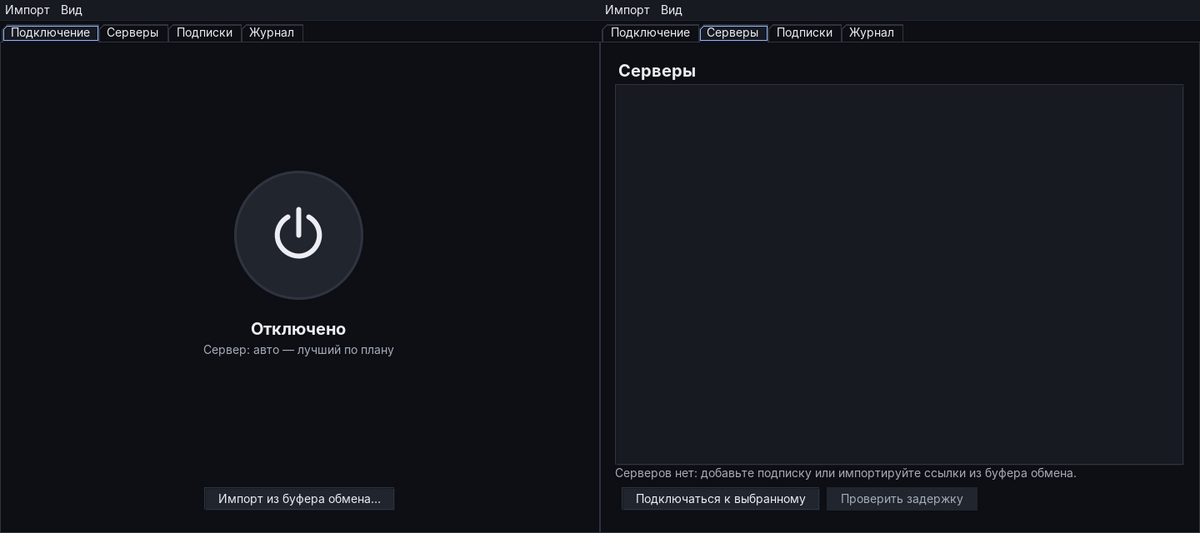 Импорт Вид
Подключение Серверы Подписки Журнал
Отключено
Сервер: авто — лучший по плану
Импорт из буфера обмена...
Импорт Вид
Подключение Серверы Подписки Журнал
Серверы
Серверов нет: добавьте подписку или импортируйте ссылки из буфера обмена.
Подключаться к выбранному Проверить задержку